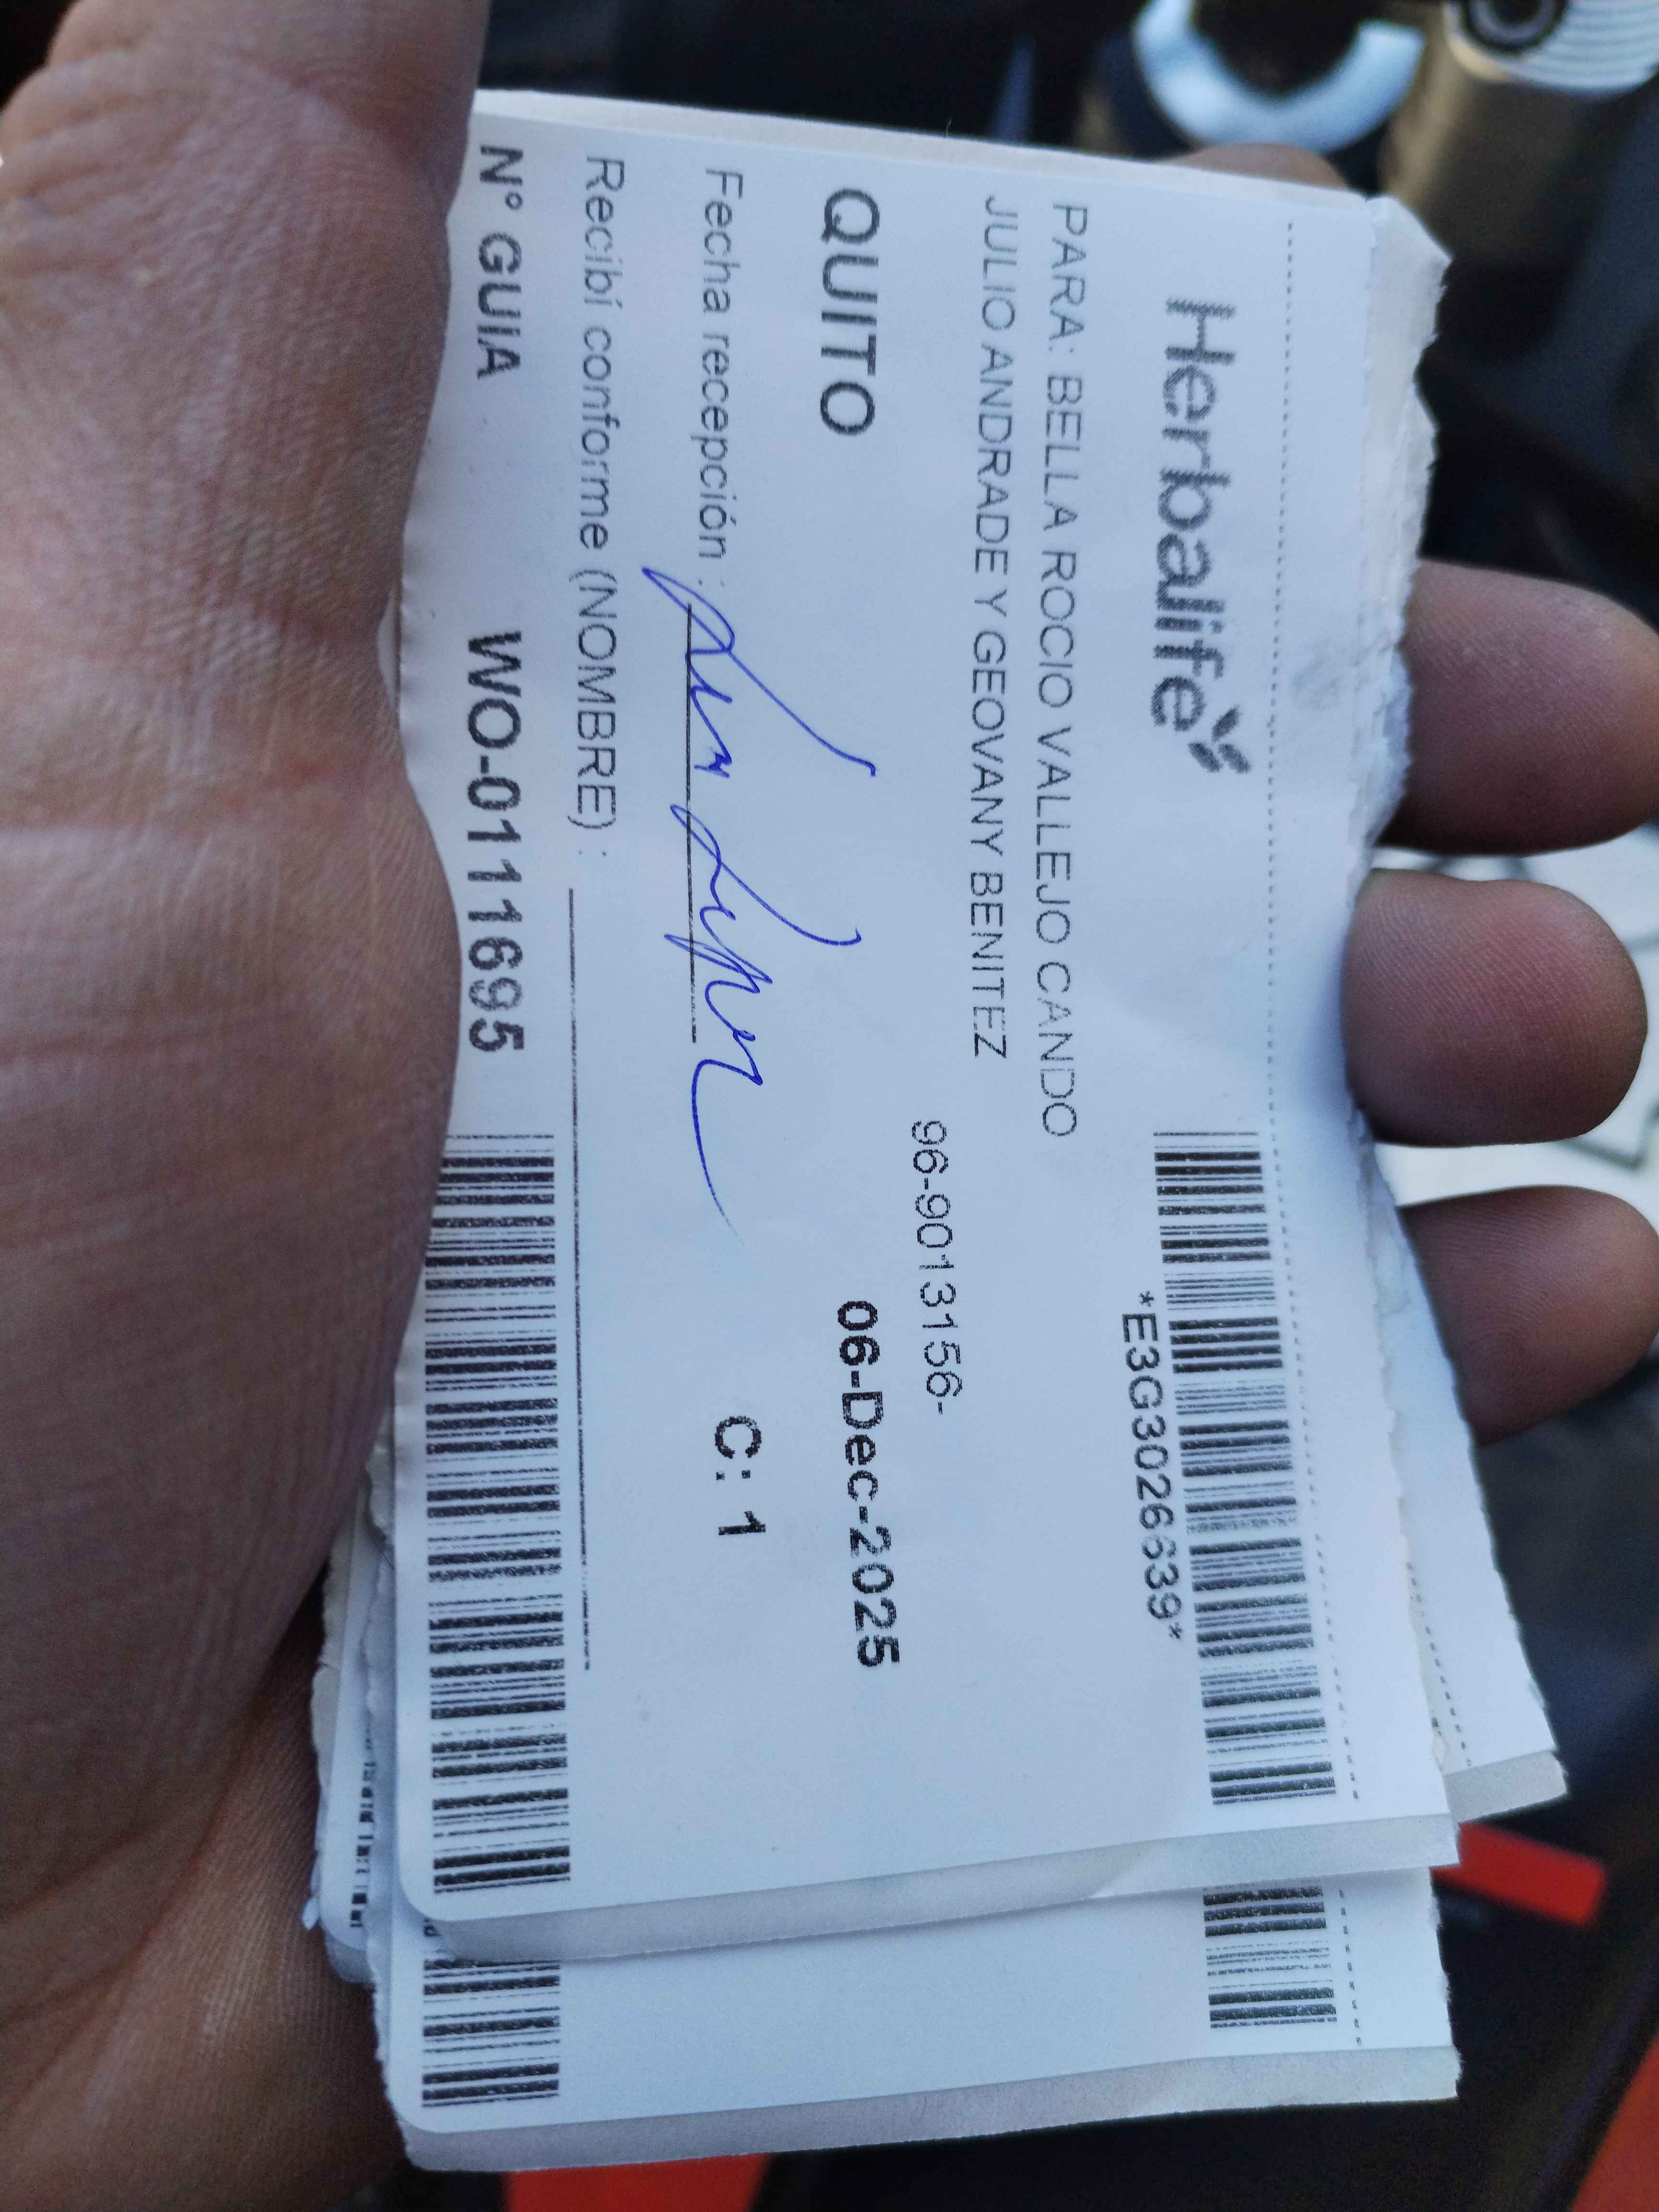 Herbalife
*E3G3026639*
PARA: BELLA ROCIO VALLEJO CANDO
JULIO ANDRADE Y GEOVANY BENITEZ
96-9013156-
QUITO
06-Dec-2025
Fecha recepción :
C: 1
Recibí conforme (NOMBRE) :
N° GUIA WO-0111695